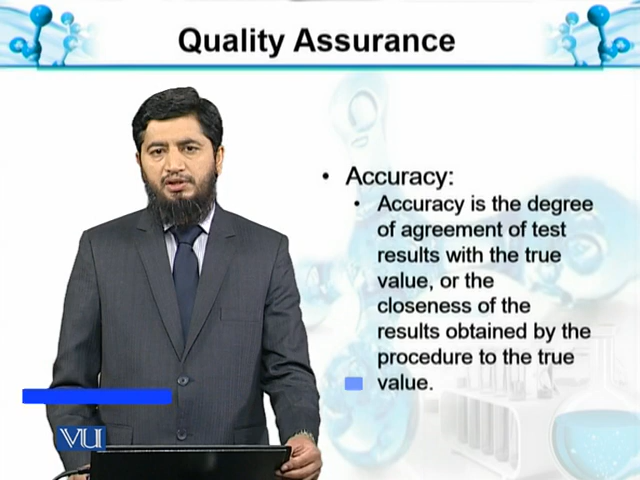 Quality Assurance
• Accuracy:
• Accuracy is the degree
of agreement of test
results with the true
value, or the
closeness of the
results obtained by the
procedure to the true
value.
VU